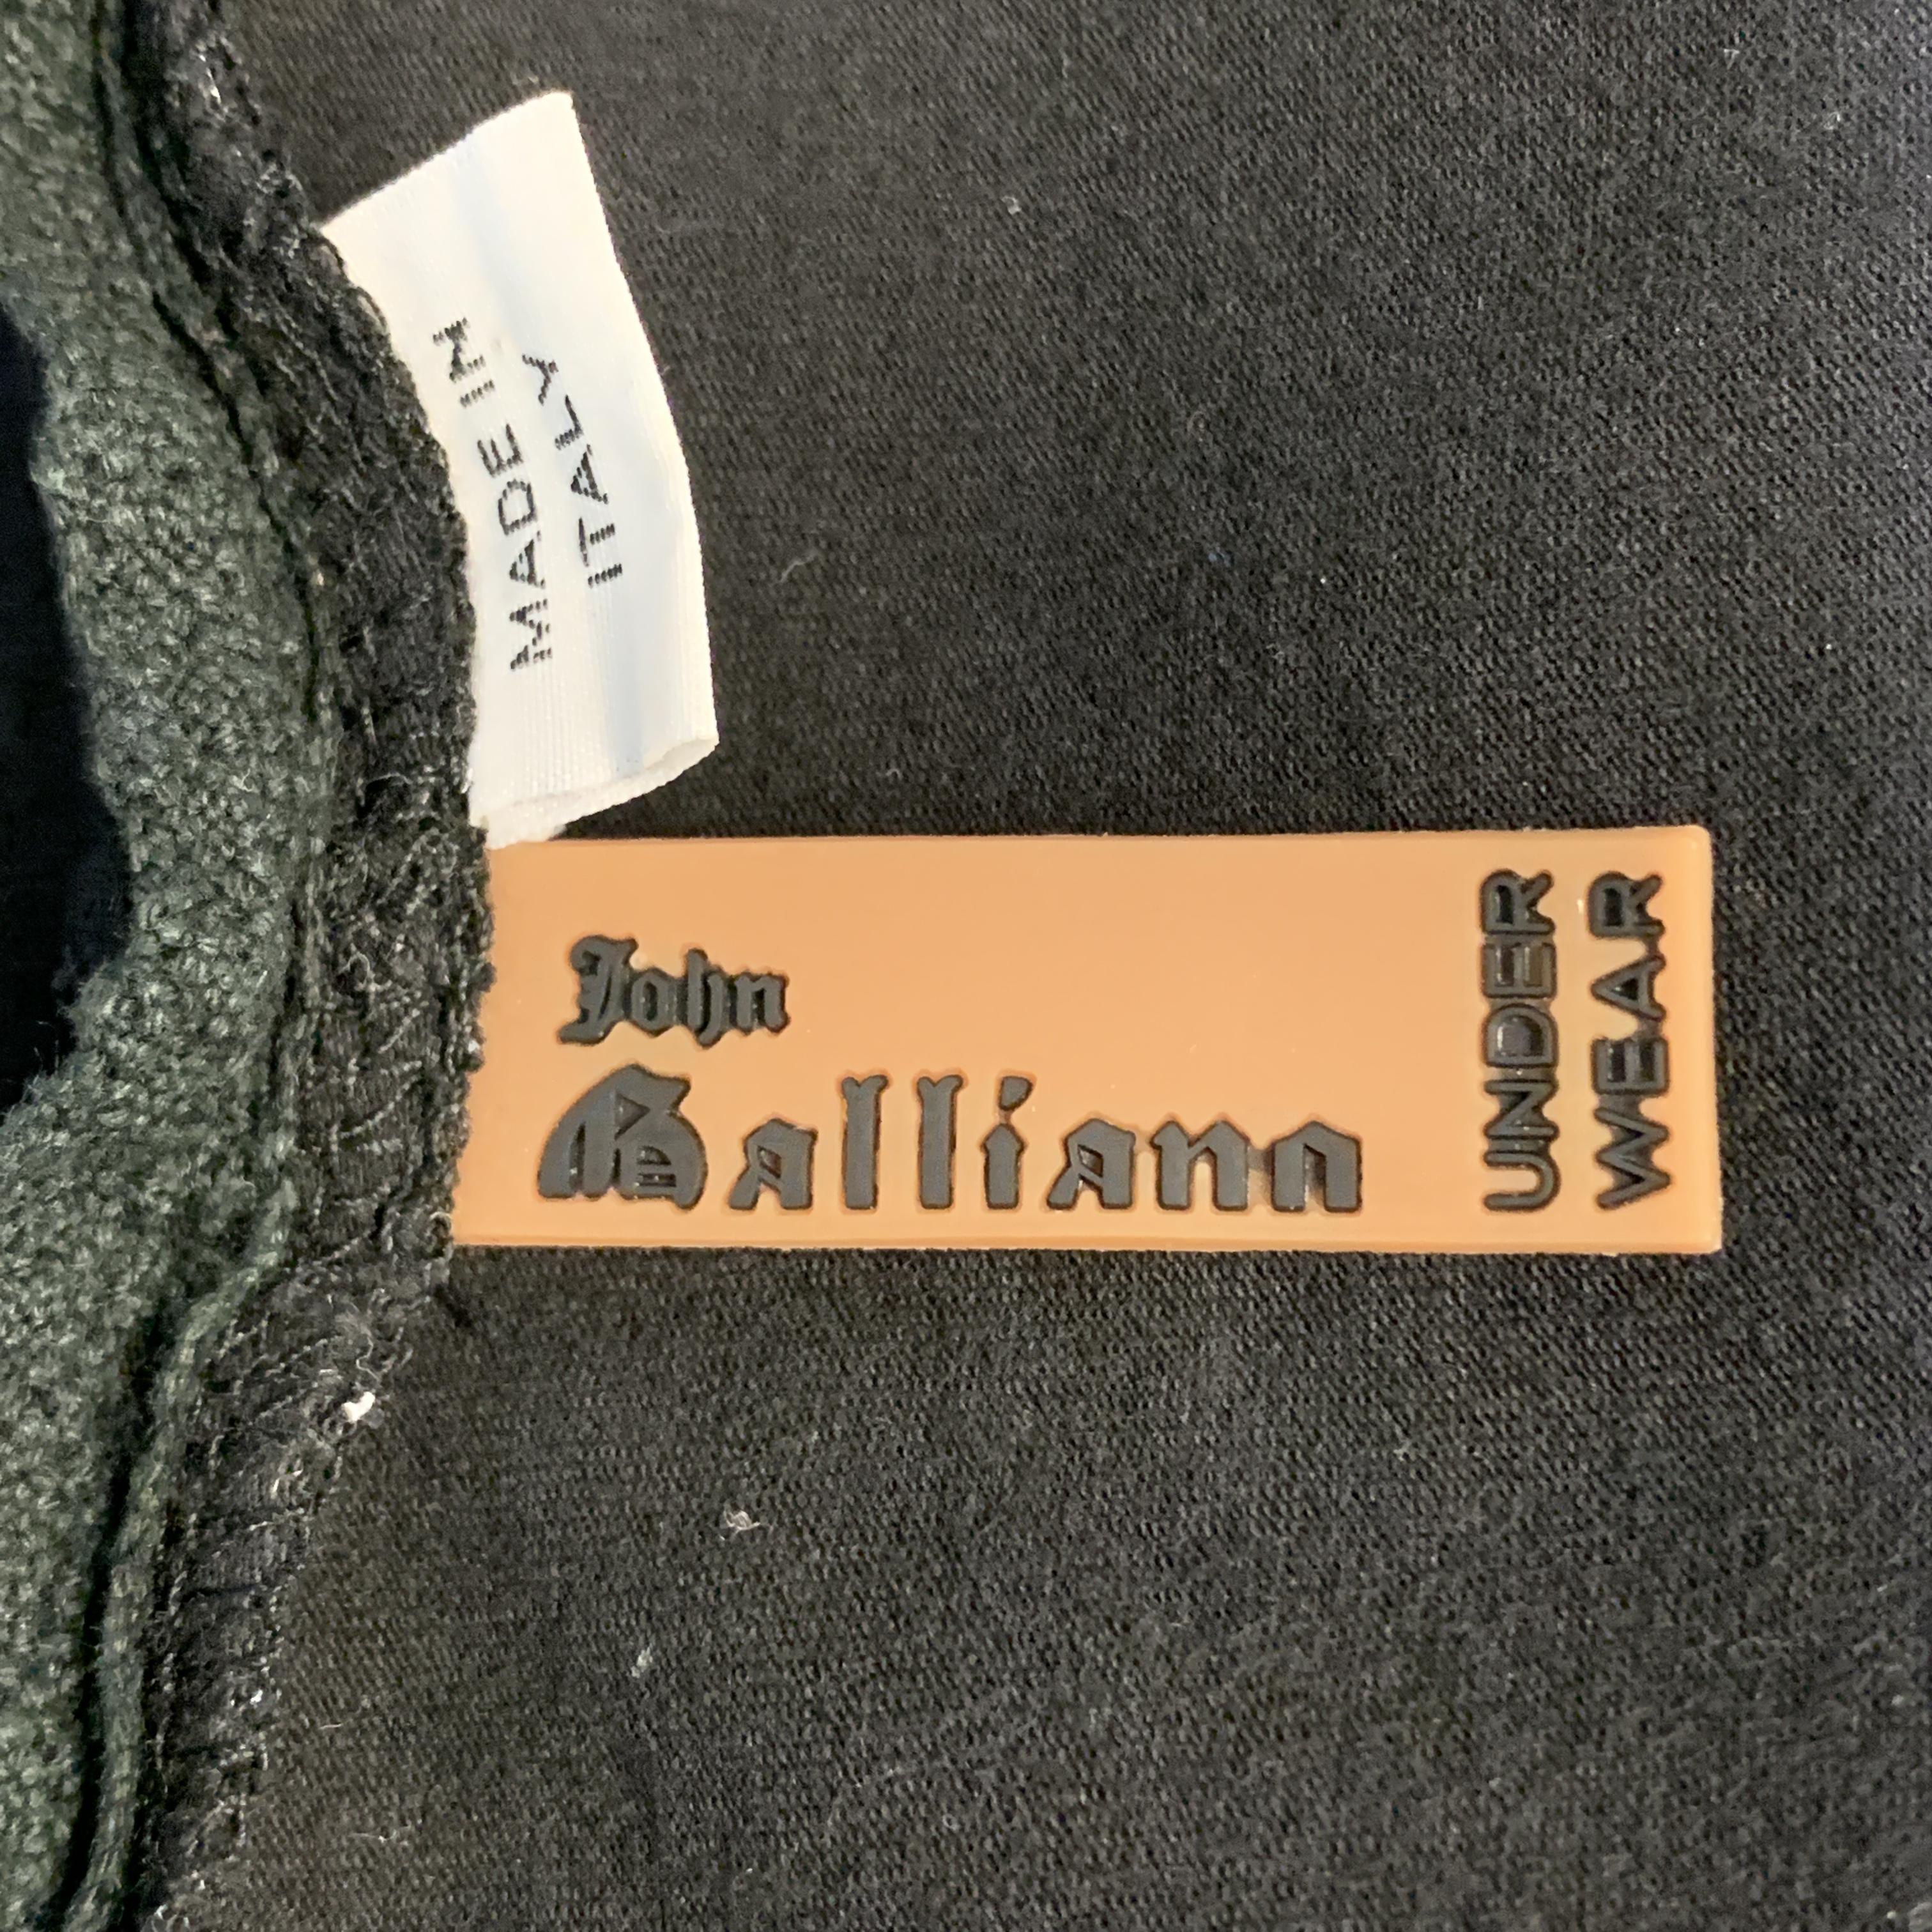 MADE IN
ITALY
John
Galliano
UNDER
WEAR